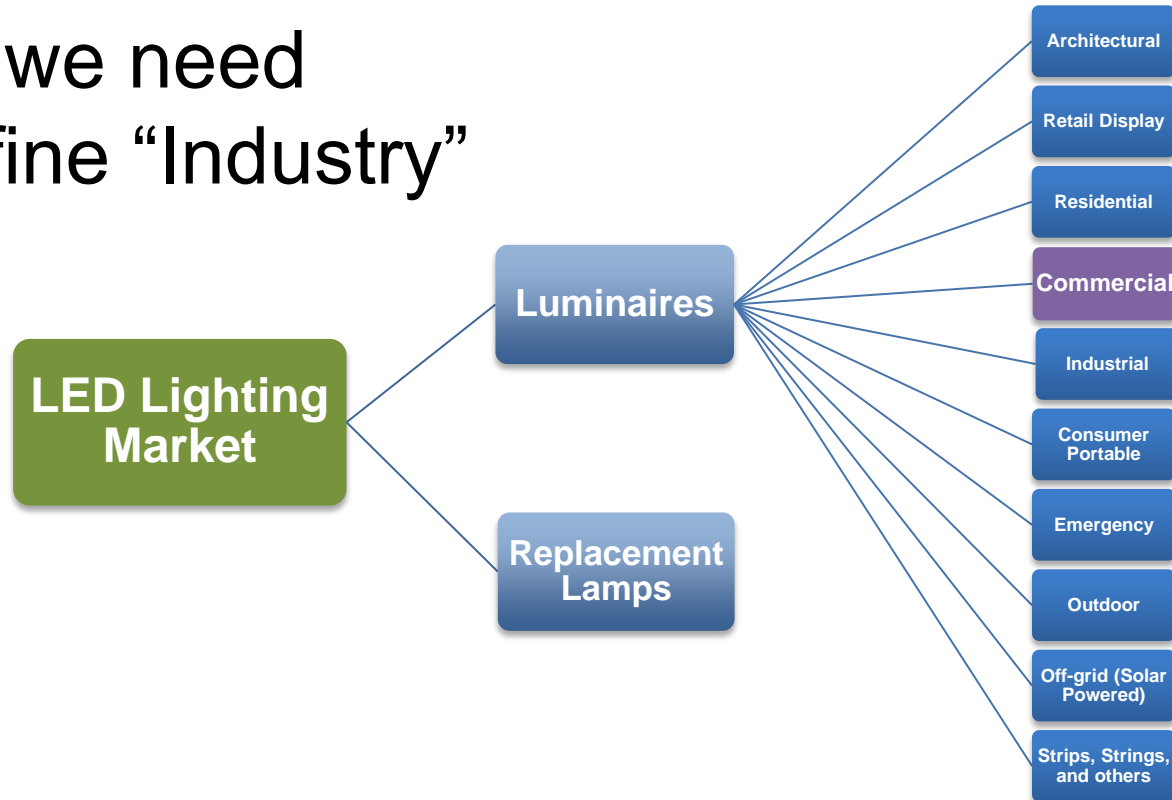 we need
fine “Industry”
LED Lighting
Market
Luminaires
Replacement
Lamps
Architectural
Retail Display
Residential
Commercial
Industrial
Consumer
Portable
Emergency
Outdoor
Off-grid (Solar
Powered)
Strips, Strings,
and others